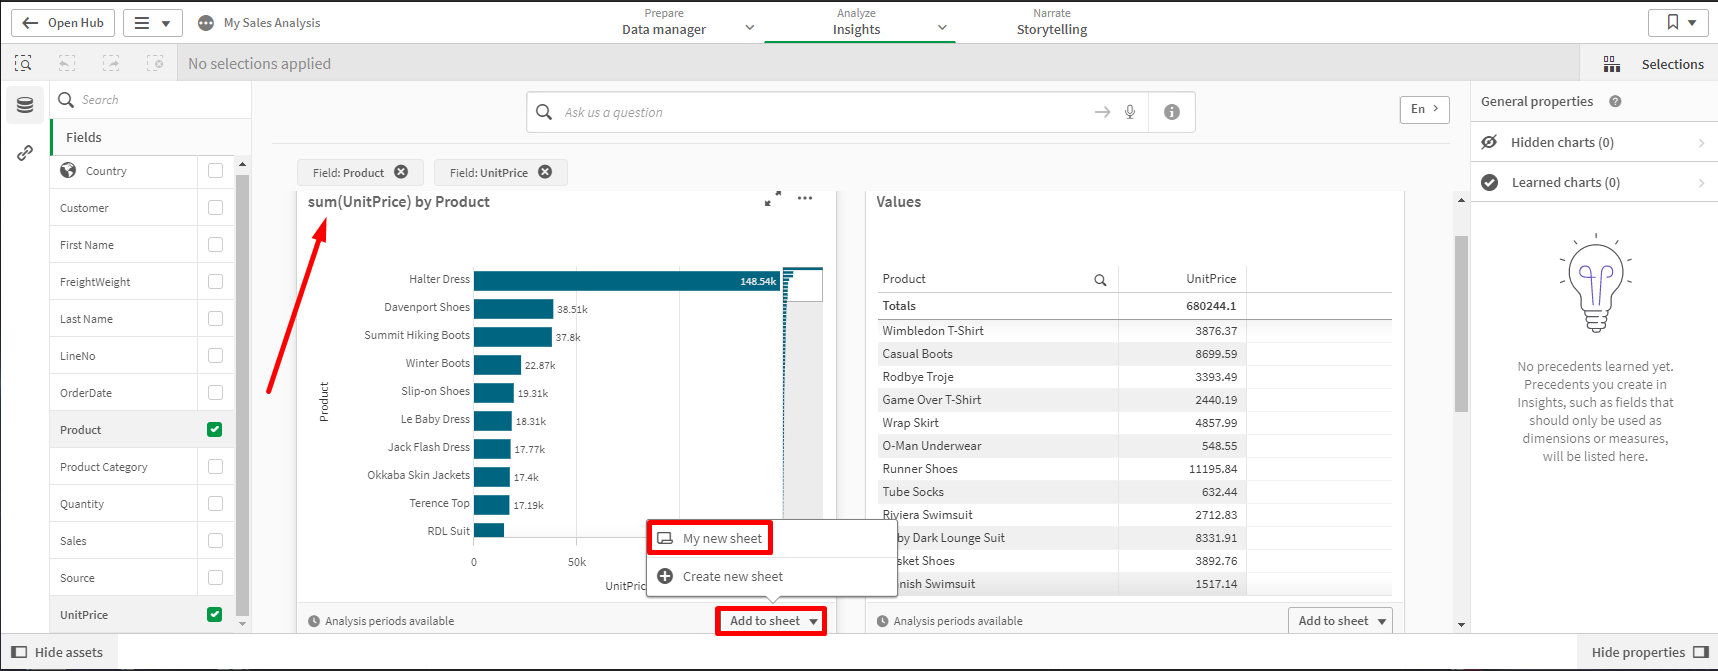 Open Hub
My Sales Analysis
Prepare
Data manager
Analyze
Insights
Narrate
Storytelling
No selections applied
Selections
Search
Fields
Country
Customer
First Name
FreightWeight
Last Name
LineNo
OrderDate
Product
Product Category
Quantity
Sales
Source
UnitPrice
Ask us a question
En
Field: Product
Field: UnitPrice
sum(UnitPrice) by Product
Product
Halter Dress 148.54k
Davenport Shoes 38.51k
Summit Hiking Boots 37.8k
Winter Boots 22.87k
Slip-on Shoes 19.31k
Le Baby Dress 18.31k
Jack Flash Dress 17.77k
Okkaba Skin Jackets 17.4k
Terence Top 17.19k
RDL Suit
0 50k
UnitPric
My new sheet
Create new sheet
Analysis periods available
Add to sheet
Values
Product UnitPrice
Totals 680244.1
Wimbledon T-Shirt 3876.37
Casual Boots 8699.59
Rodbye Troje 3393.49
Game Over T-Shirt 2440.19
Wrap Skirt 4857.99
O-Man Underwear 548.55
Runner Shoes 11195.84
Tube Socks 632.44
Riviera Swimsuit 2712.83
by Dark Lounge Suit 8331.91
sket Shoes 3892.76
nish Swimsuit 1517.14
Analysis periods available
Add to sheet
General properties
Hidden charts (0)
Learned charts (0)
No precedents learned yet.
Precedents you create in
Insights, such as fields that
should only be used as
dimensions or measures,
will be listed here.
Hide assets
Hide properties